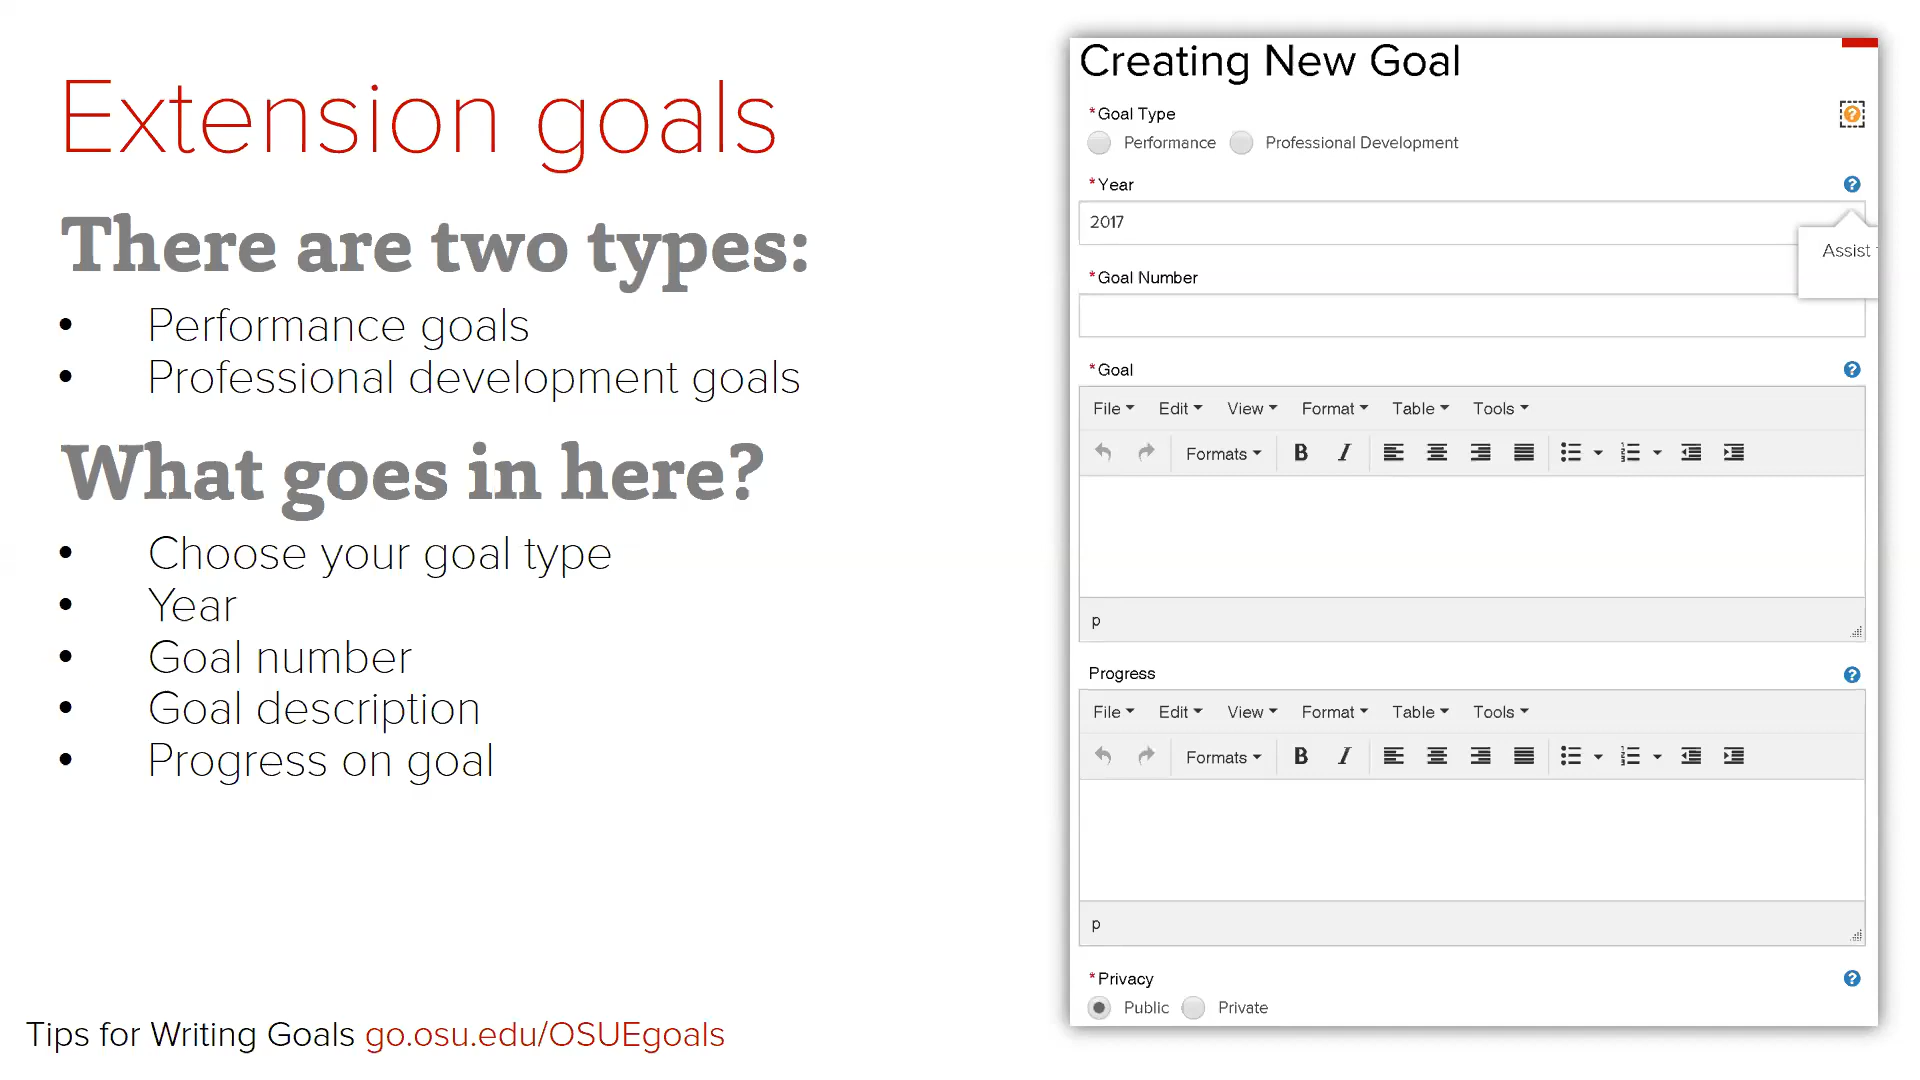 Extension goals
There are two types:
• Performance goals
• Professional development goals
What goes in here?
• Choose your goal type
• Year
• Goal number
• Goal description
• Progress on goal
Tips for Writing Goals go.osu.edu/OSUEgoals
Creating New Goal
*Goal Type
Performance Professional Development
*Year
2017
Assist
*Goal Number
*Goal
File Edit View Format Table Tools
Formats B I
p
Progress
File Edit View Format Table Tools
Formats B I
p
*Privacy
Public Private